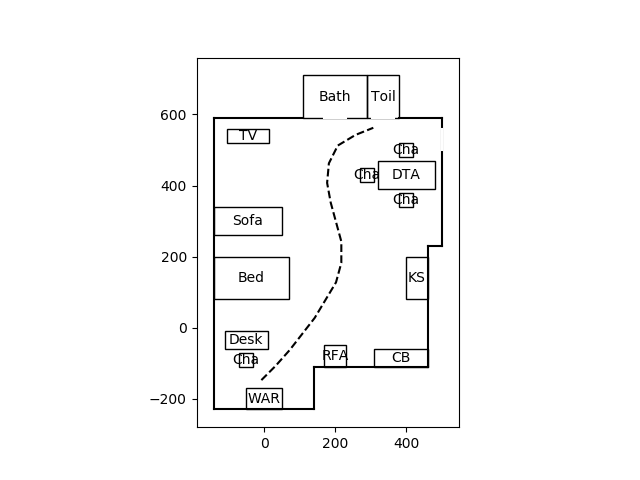 Bath Toil
600
TV
Cha
Cha DTA
400
Cha
Sofa
200
Bed KS
0
Desk
Cha RFA CB
−200
WAR
0 200 400